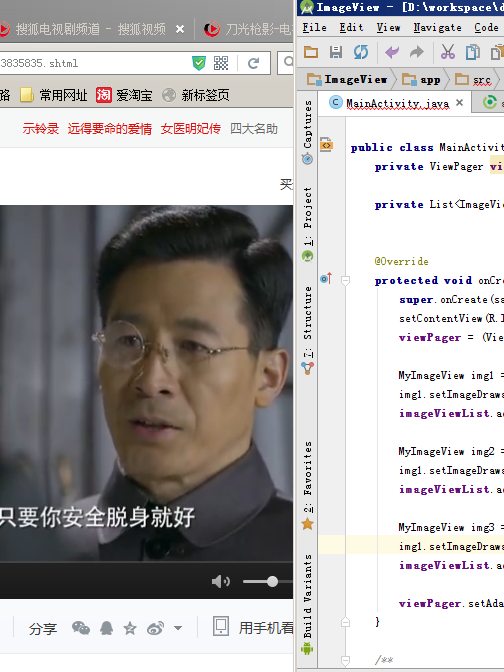 搜狐电视剧频道 - 搜狐视频
刀光枪影-电
3835835.shtml
路
常用网址
淘
爱淘宝
新标签页
示铃录 远得要命的爱情 女医明妃传 四大名助
只要你安全脱身就好
分享
用手机看
ImageView - [D:\workspace\d
File Edit View Navigate Code
ImageView app src
MainActivity.java
Captures
1: Project
7: Structure
2: Favorites
Build Variants
public class MainActivit
private ViewPager vi
private List<ImageVie
@Override
protected void onCre
super.onCreate(sa
setContentView(R.l
viewPager = (Vie
MyImageView img1 =
img1.setImageDraw
imageViewList.ad
MyImageView img2 =
img1.setImageDraw
imageViewList.ad
MyImageView img3 =
img1.setImageDraw
imageViewList.ad
viewPager.setAda
}
/**